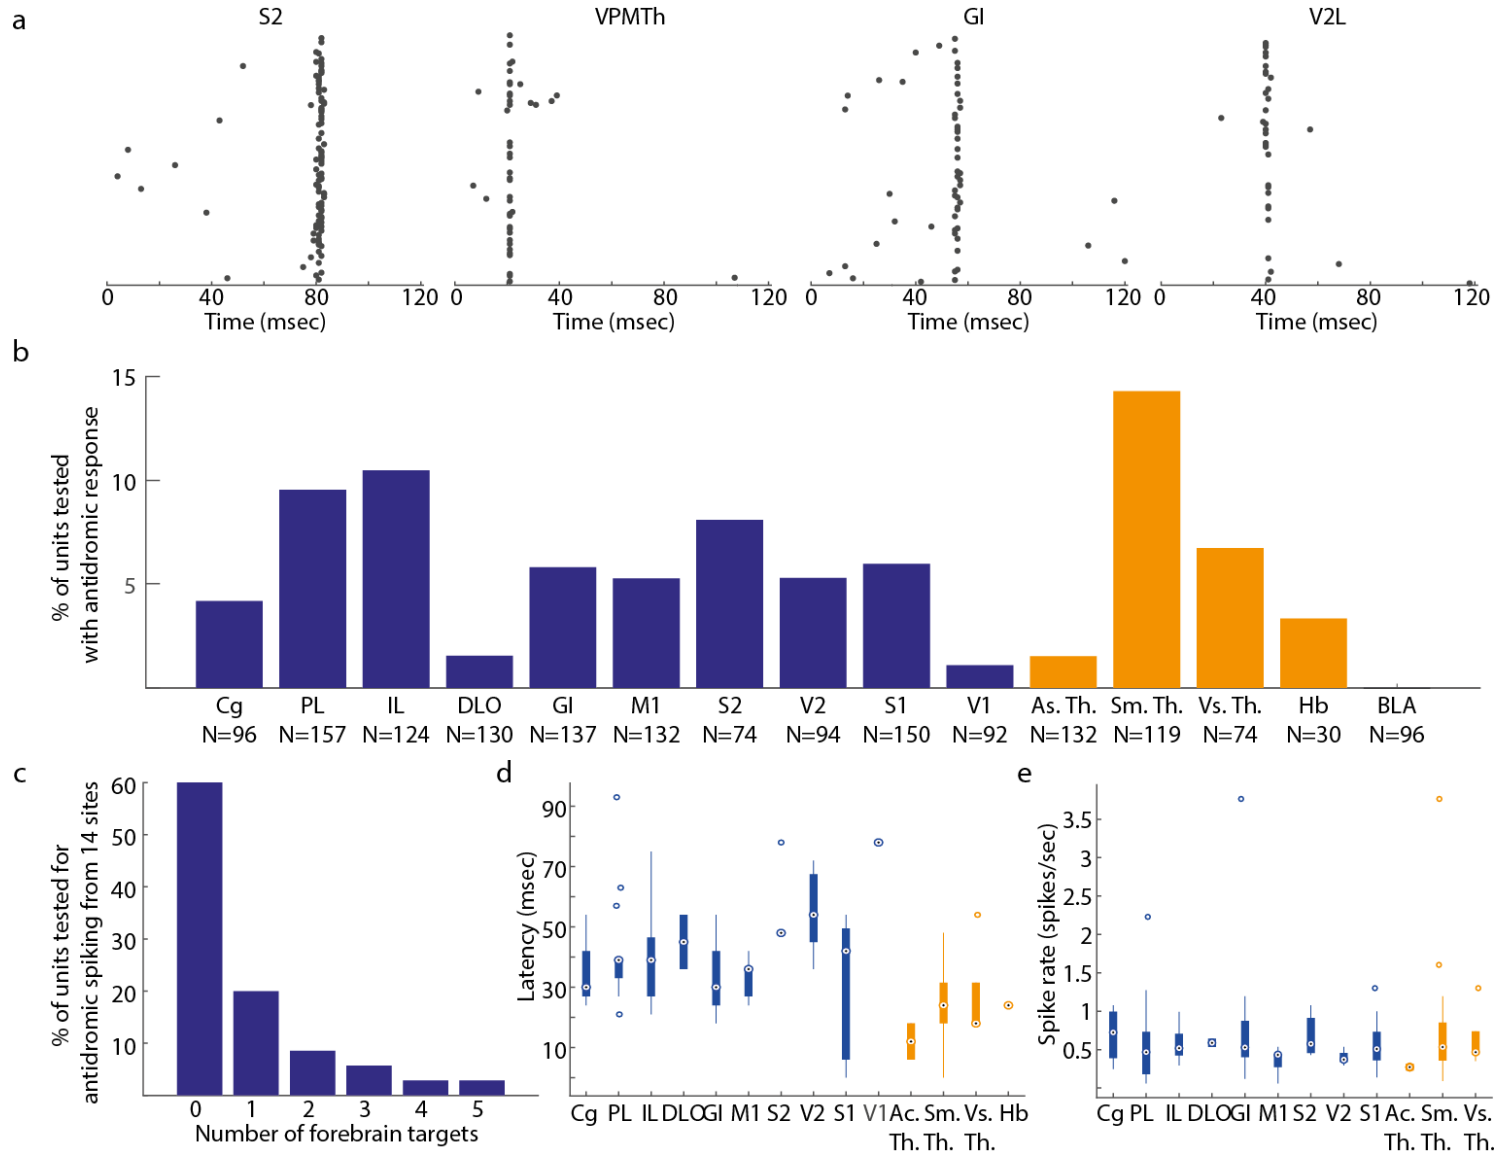 a
S2
VPMTh
GI
V2L
0 40 80 120 0 40 80 120 0 40 80 120 0 40 80 120
Time (msec) Time (msec) Time (msec) Time (msec)
b
% of units tested
with antidromic response
15
10
5
Cg PL IL DLO GI M1 S2 V2 S1 V1 As. Th. Sm. Th. Vs. Th. Hb BLA
N=96 N=157 N=124 N=130 N=137 N=132 N=74 N=94 N=150 N=92 N=132 N=119 N=74 N=30 N=96
c
% of units tested for
antidromic spiking from 14 sites
60
50
40
30
20
10
0 1 2 3 4 5
Number of forebrain targets
d
Latency (msec)
90
70
50
30
10
Cg PL IL DLO GI M1 S2 V2 S1 V1 Ac. Sm. Vs. Hb
Th. Th. Th.
e
Spike rate (spikes/sec)
3.5
3
2.5
2
1.5
1
0.5
Cg PL IL DLO GI M1 S2 V2 S1 Ac. Sm. Vs.
Th. Th. Th.